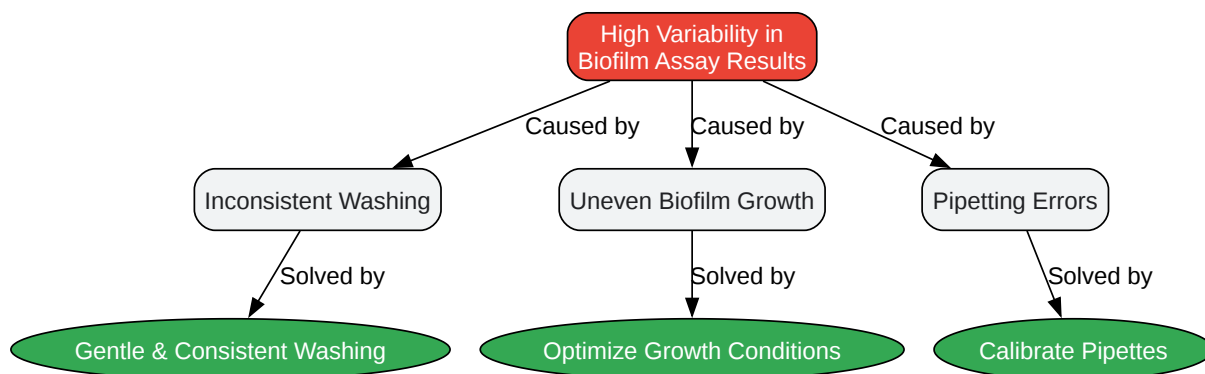 High Variability in
Biofilm Assay Results
Caused by
Caused by
Caused by
Inconsistent Washing
Uneven Biofilm Growth
Pipetting Errors
Solved by
Solved by
Solved by
Gentle & Consistent Washing
Optimize Growth Conditions
Calibrate Pipettes